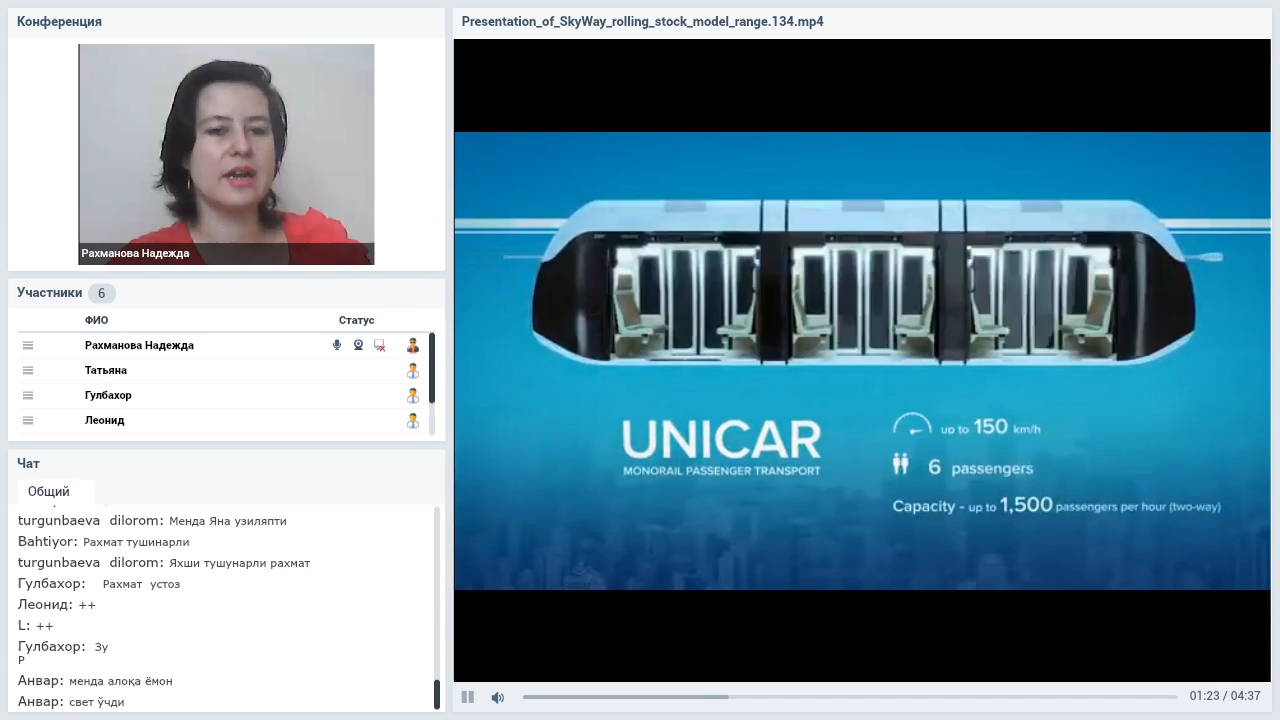 Конференция
Рахманова Надежда
Участники 6
ФИО Статус
Рахманова Надежда
Татьяна
Гулбахор
Леонид
Чат
Общий
turgunbaeva dilorom: Менда Яна узиляпти
Bahtiyor: Рахмат тушинарли
turgunbaeva dilorom: Яхши тушунарли рахмат
Гулбахор: Рахмат устоз
Леонид: ++
L: ++
Гулбахор: Зу
Р
Анвар: менда алоқа ёмон
Анвар: свет ўчди
Presentation_of_SkyWay_rolling_stock_model_range.134.mp4
UNICAR
MONORAIL PASSENGER TRANSPORT
up to 150 km/h
6 passengers
Capacity - up to 1,500 passengers per hour (two-way)
01:23 / 04:37